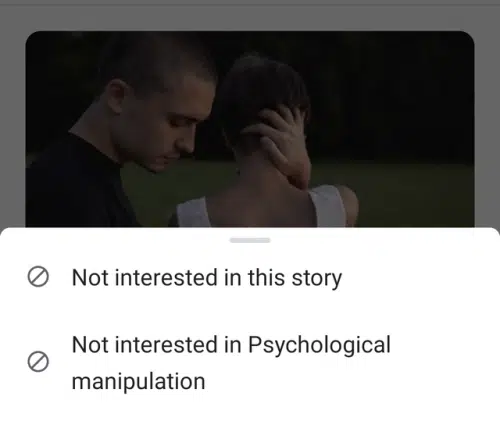 Not interested in this story
Not interested in Psychological
manipulation